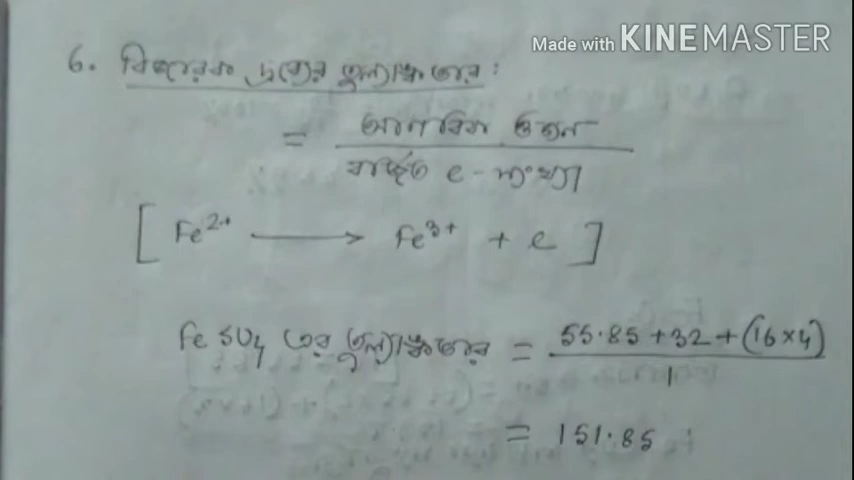 Made with KINEMASTER
6. বিজারক দ্রব্যের তুল্যাঙ্কভার :
= আনবিক ওজন
বর্জিত e - সংখ্যা
[ Fe²⁺ ⟶ Fe³⁺ + e ]
FeSO₄ এর তুল্যাঙ্কভার = 55.85 + 32 + (16×4)
1
= 151.85